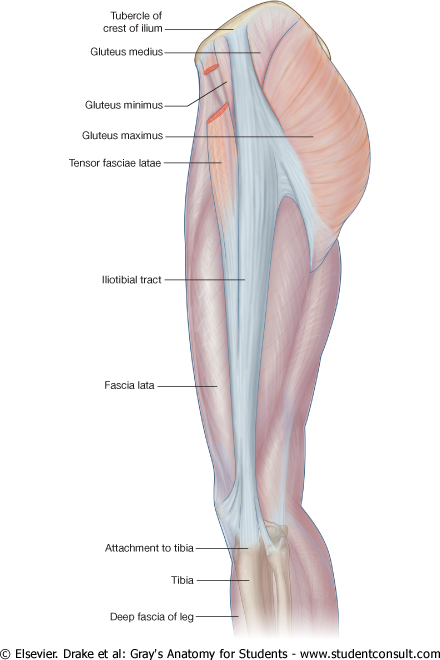 Tubercle of
crest of ilium
Gluteus medius
Gluteus minimus
Gluteus maximus
Tensor fasciae latae
Iliotibial tract
Fascia lata
Attachment to tibia
Tibia
Deep fascia of leg
© Elsevier. Drake et al: Gray's Anatomy for Students - www.studentconsult.com